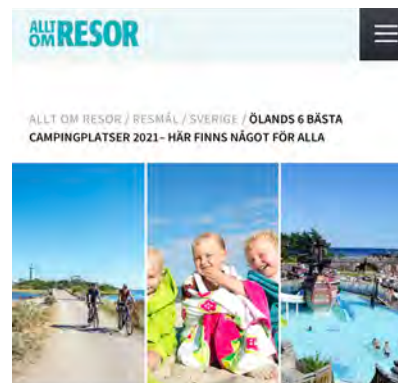 ALLT
OM RESOR
ALLT OM RESOR / RESMÅL / SVERIGE / ÖLANDS 6 BÄSTA
CAMPINGPLATSER 2021– HÄR FINNS NÅGOT FÖR ALLA